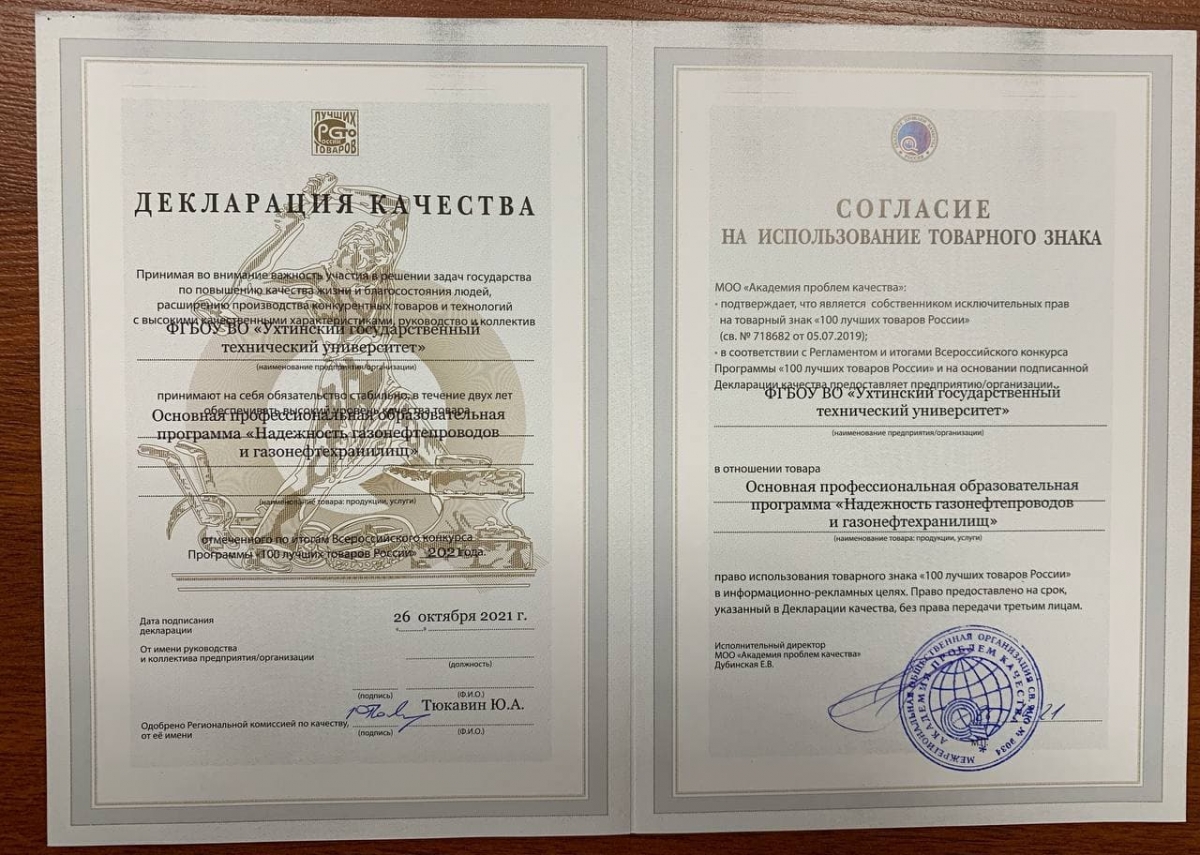 ЛУЧШИХ
СТО
РОССИИ
ТОВАРОВ
ДЕКЛАРАЦИЯ КАЧЕСТВА
Принимая во внимание важность участия в решении задач государства
по повышению качества жизни и благосостояния людей,
расширению производства конкурентных товаров и технологий
с высокими качественными характеристиками, руководство и коллектив
ФГБОУ ВО «Ухтинский государственный
технический университет»
(наименование предприятия/организации)
принимают на себя обязательство стабильно, в течение двух лет
обеспечивать высокий уровень качества товара
Основная профессиональная образовательная
программа «Надежность газонефтепроводов
и газонефтехранилищ»
(наименование товара: продукции, услуги)
отмеченного по итогам Всероссийского конкурса
Программы «100 лучших товаров России» 2021 года.
Дата подписания
декларации
26 октября 2021 г.
От имени руководства
и коллектива предприятия/организации
(должность)
(подпись) (Ф.И.О.)
Тюкавин Ю.А.
Одобрено Региональной комиссией по качеству,
от её имени
(подпись) (Ф.И.О.)
СОГЛАСИЕ
НА ИСПОЛЬЗОВАНИЕ ТОВАРНОГО ЗНАКА
МОО «Академия проблем качества»:
• подтверждает, что является собственником исключительных прав
на товарный знак «100 лучших товаров России»
(св. № 718682 от 05.07.2019);
• в соответствии с Регламентом и итогами Всероссийского конкурса
Программы «100 лучших товаров России» и на основании подписанной
Декларации качества предоставляет предприятию/организации
ФГБОУ ВО «Ухтинский государственный
технический университет»
(наименование предприятия/организации)
в отношении товара
Основная профессиональная образовательная
программа «Надежность газонефтепроводов
и газонефтехранилищ»
(наименование товара: продукции, услуги)
право использования товарного знака «100 лучших товаров России»
в информационно-рекламных целях. Право предоставлено на срок,
указанный в Декларации качества, без права передачи третьим лицам.
Исполнительный директор
МОО «Академия проблем качества»
Дубинская Е.В.
МЕЖРЕГИОНАЛЬНАЯ ОБЩЕСТВЕННАЯ ОРГАНИЗАЦИЯ
АКАДЕМИЯ ПРОБЛЕМ КАЧЕСТВА
М.П.
21